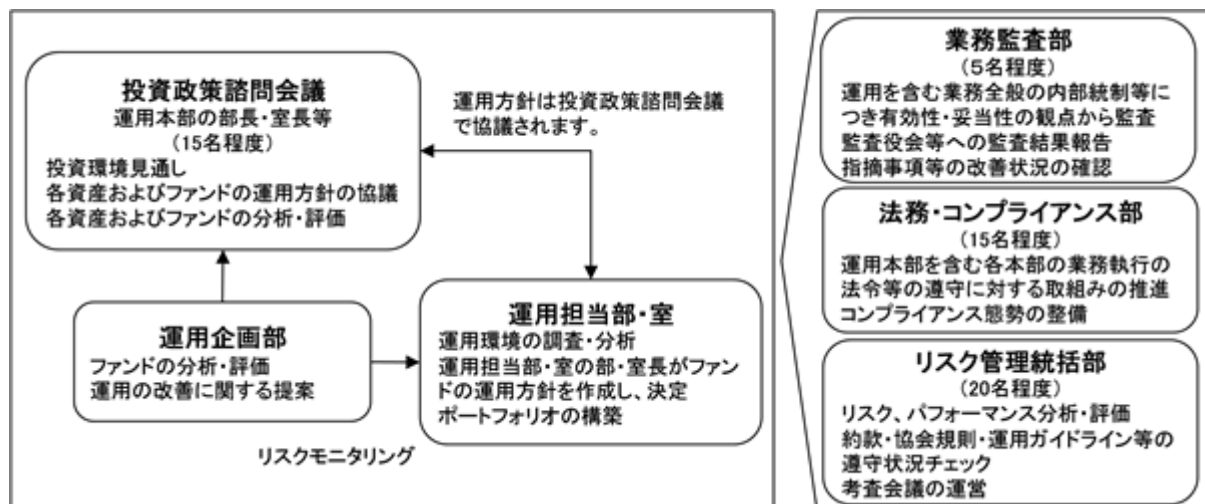 投資政策諮問会議
運用本部の部長・室長等
(15名程度)
投資環境見通し
各資産およびファンドの運用方針の協議
各資産およびファンドの分析・評価
運用方針は投資政策諮問会議
で協議されます。
運用企画部
ファンドの分析・評価
運用の改善に関する提案
運用担当部・室
運用環境の調査・分析
運用担当部・室の部・室長がファン
ドの運用方針を作成し、決定
ポートフォリオの構築
リスクモニタリング
業務監査部
(5名程度)
運用を含む業務全般の内部統制等に
つき有効性・妥当性の観点から監査
監査役会等への監査結果報告
指摘事項等の改善状況の確認
法務・コンプライアンス部
(15名程度)
運用本部を含む各本部の業務執行の
法令等の遵守に対する取組みの推進
コンプライアンス態勢の整備
リスク管理統括部
(20名程度)
リスク、パフォーマンス分析・評価
約款・協会規則・運用ガイドライン等の
遵守状況チェック
考査会議の運営